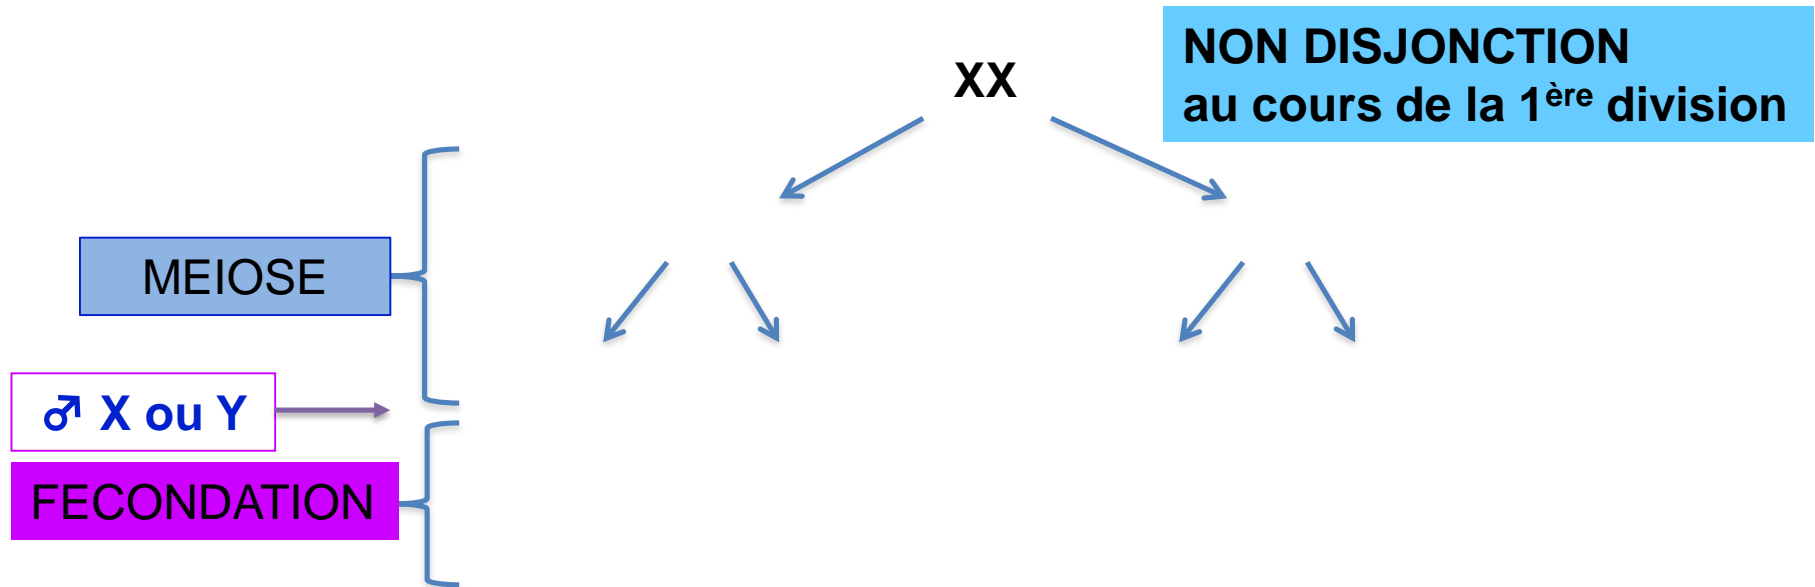 XX
NON DISJONCTION
au cours de la 1ère division
MEIOSE
♂ X ou Y
FECONDATION